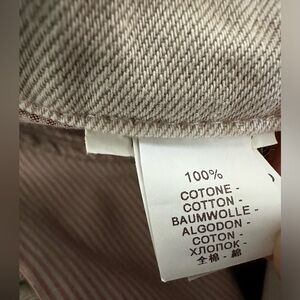 100%
COTONE -
COTTON -
BAUMWOLLE -
ALGODON -
COTON -
ХЛОПОК -
全棉 - 綿